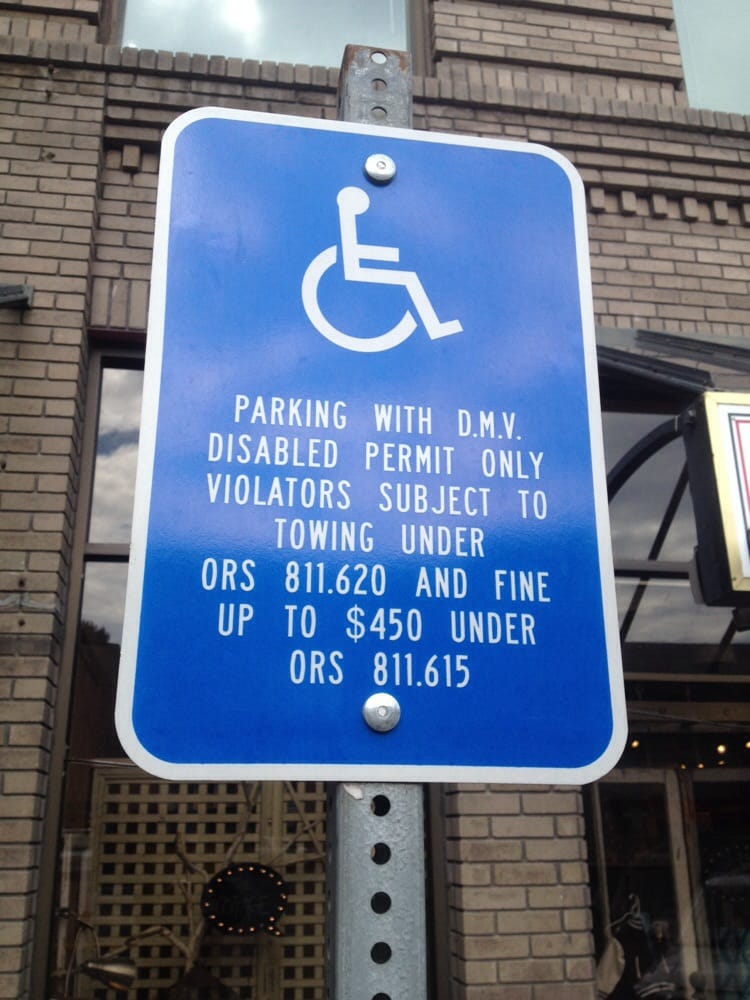 PARKING WITH D.M.V.
DISABLED PERMIT ONLY
VIOLATORS SUBJECT TO
TOWING UNDER
ORS 811.620 AND FINE
UP TO $450 UNDER
ORS 811.615